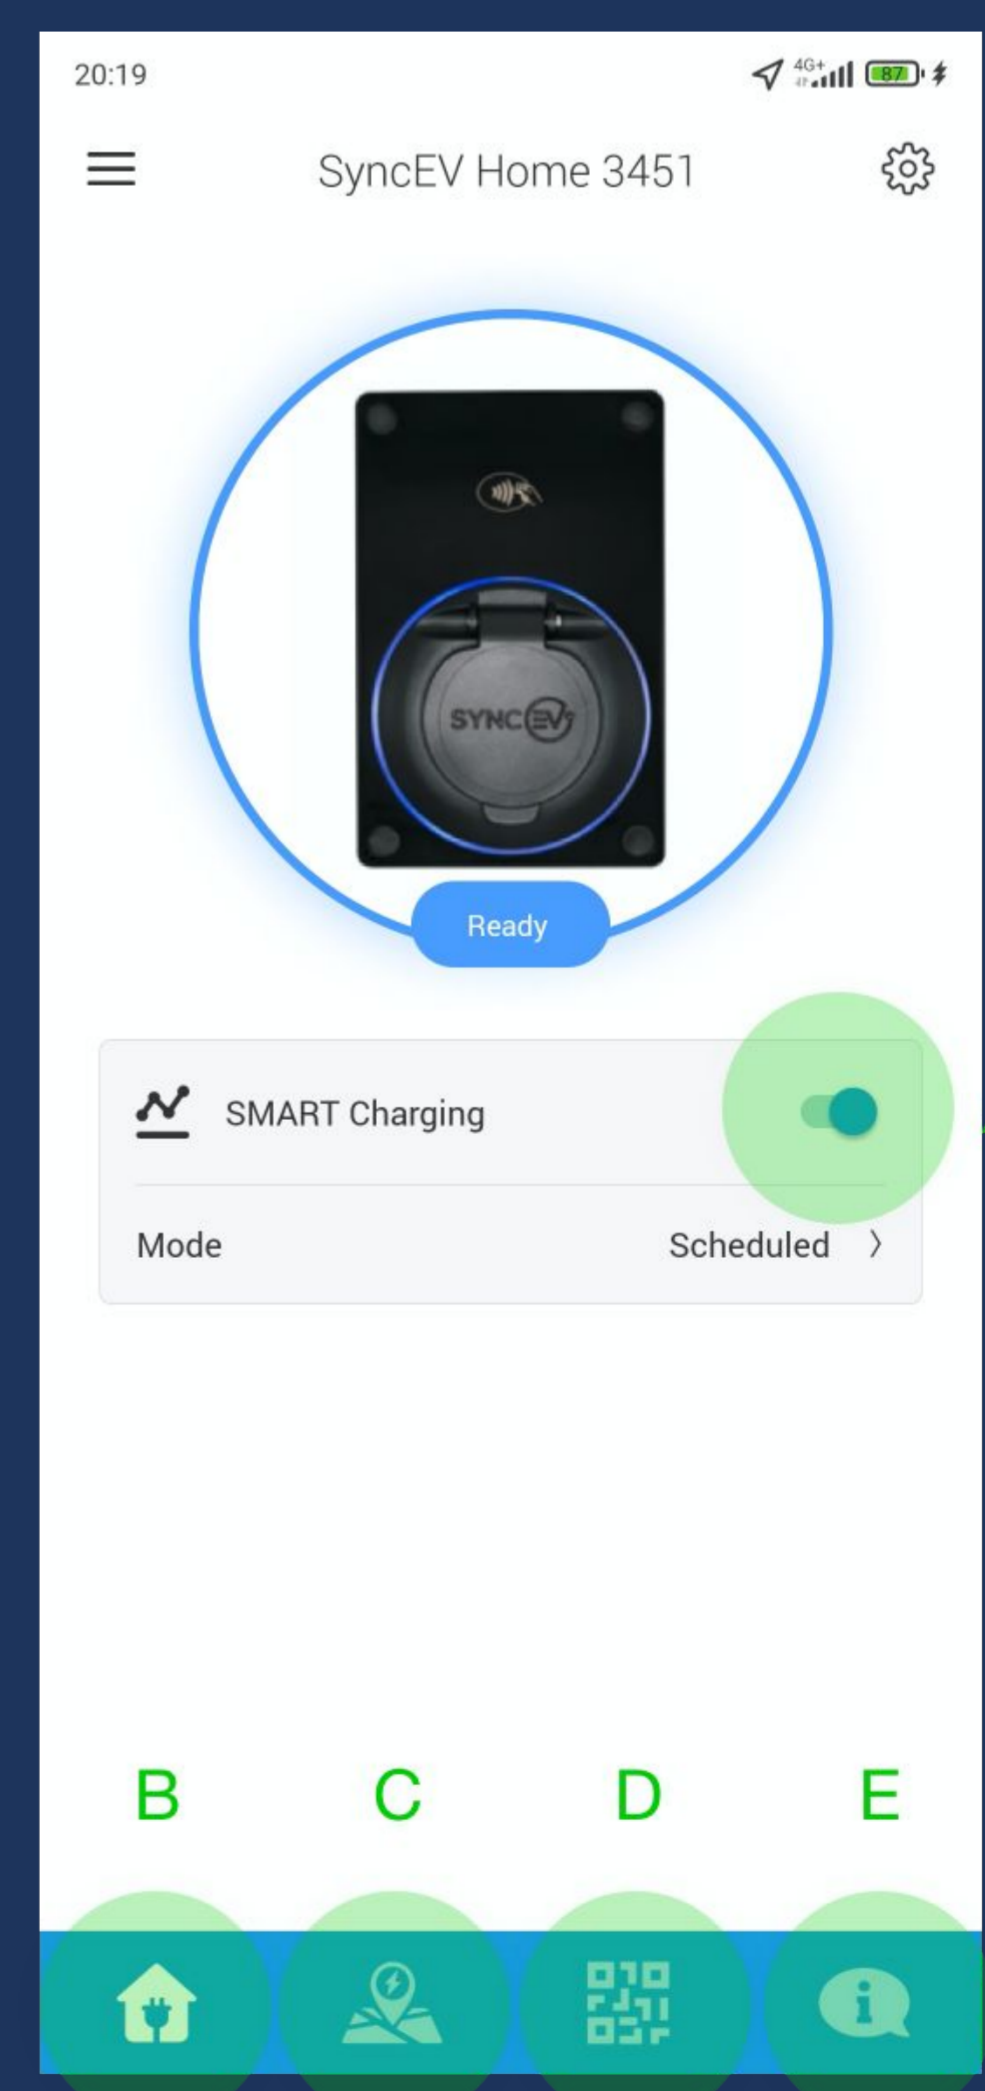 20:19
4G+
87
SyncEV Home 3451
SYNC EV
Ready
SMART Charging
Mode
Scheduled
B
C
D
E
i